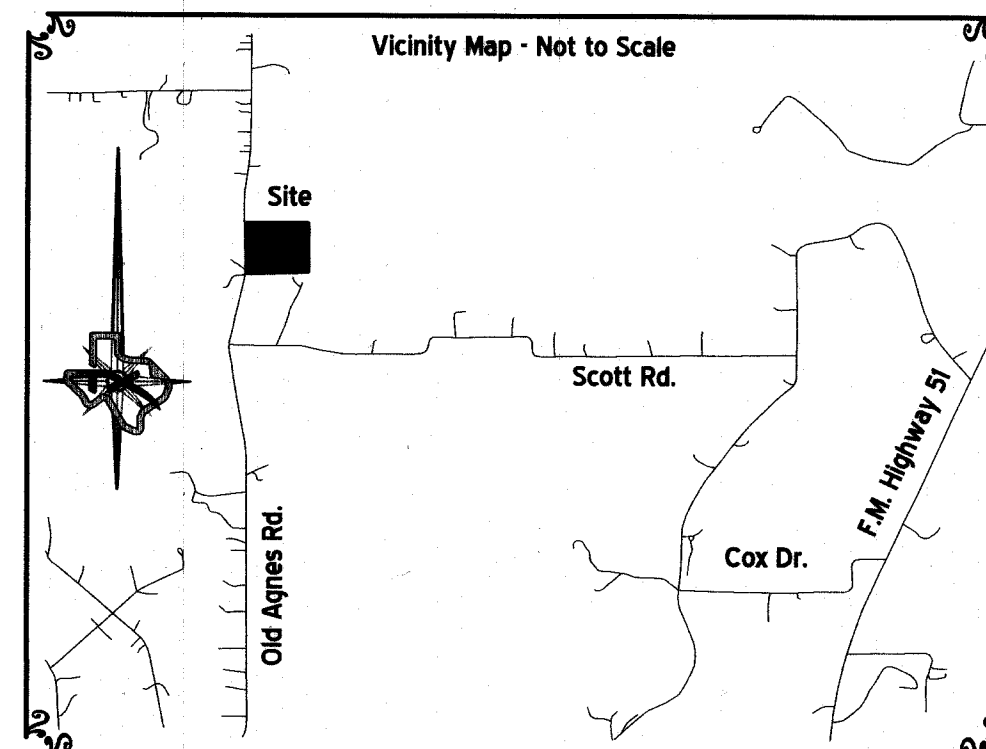 Vicinity Map - Not to Scale
Site
Scott Rd.
F.M. Highway 51
Cox Dr.
Old Agnes Rd.